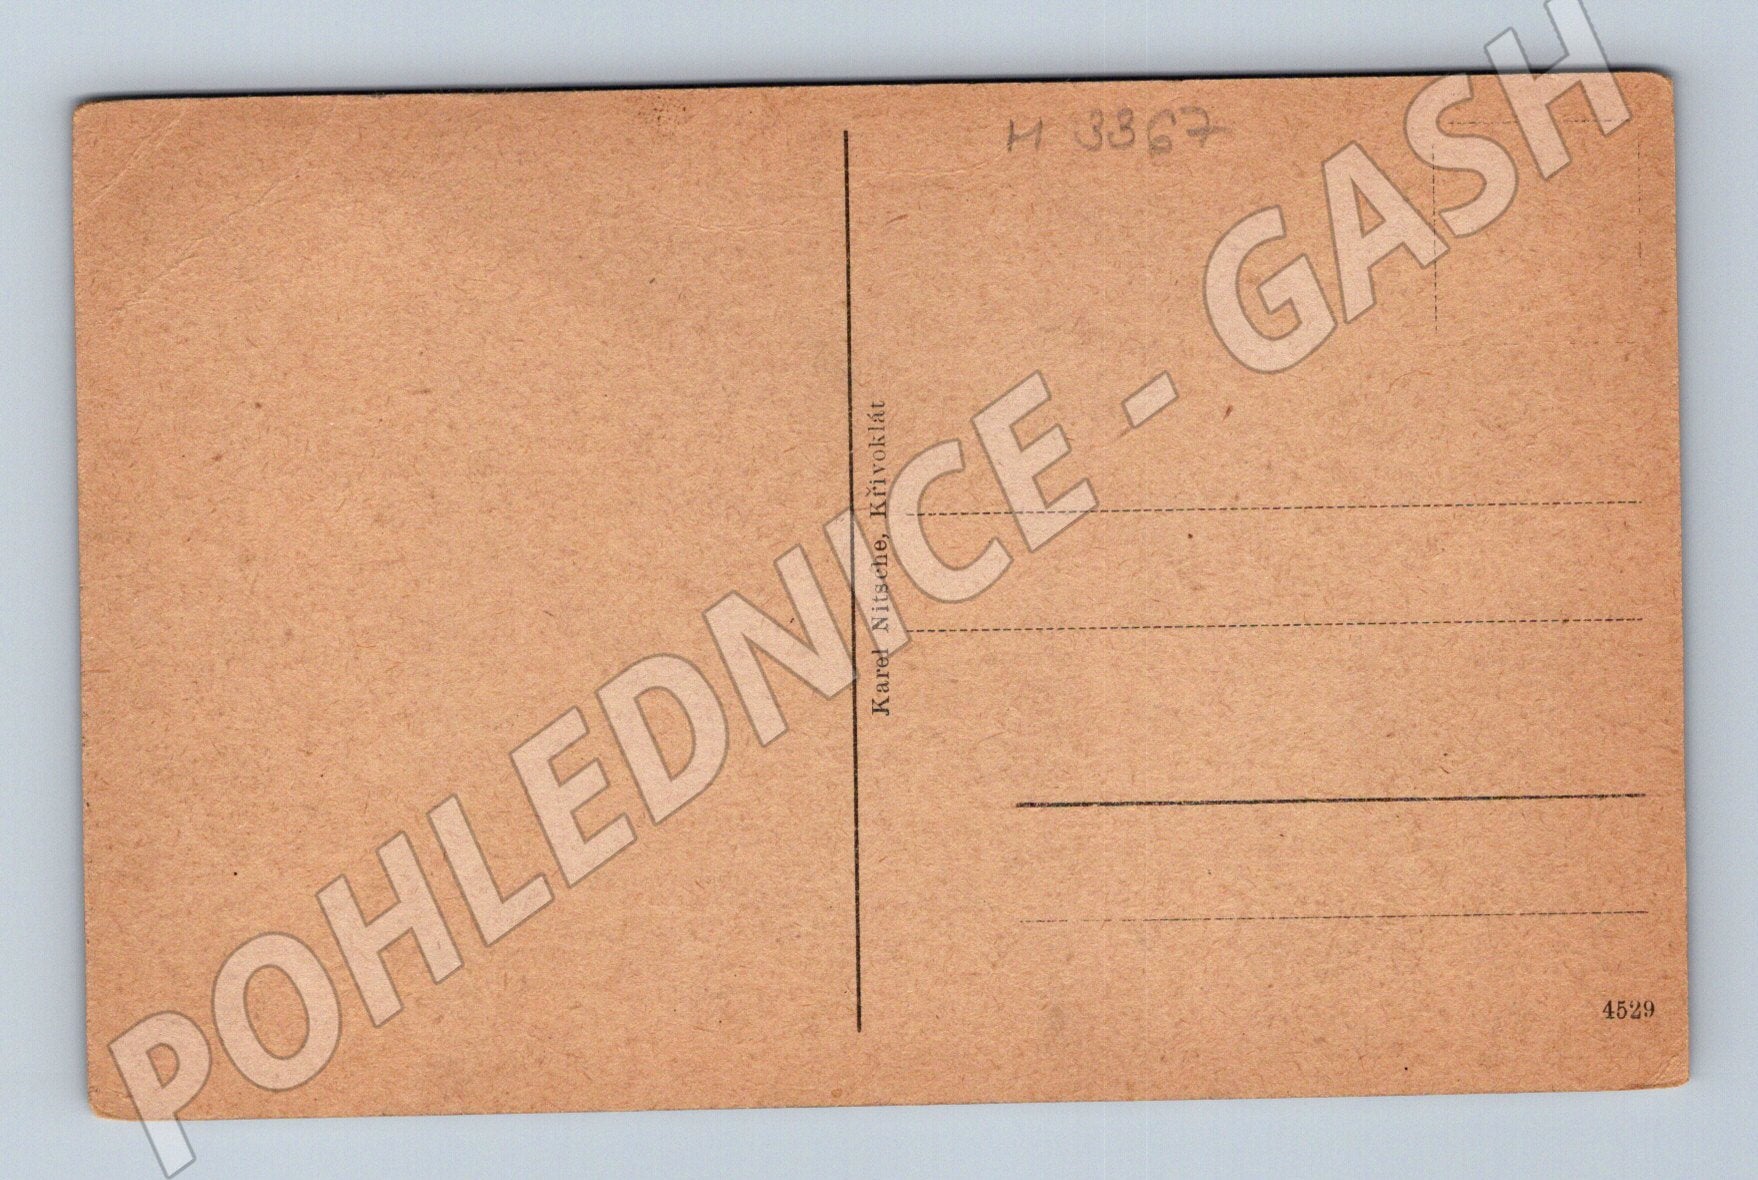 H 3367
Karel Nitsche, Křivoklát
4529
POHLEDNICE - GASH